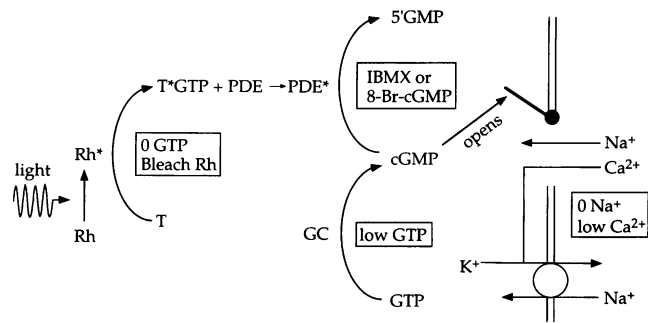 5'GMP
T*GTP + PDE → PDE*
IBMX or
8-Br-cGMP
opens
0 GTP
Bleach Rh
Rh*
light
cGMP
Na⁺
Ca²⁺
Rh
T
GC
low GTP
0 Na⁺
low Ca²⁺
K⁺
GTP
Na⁺